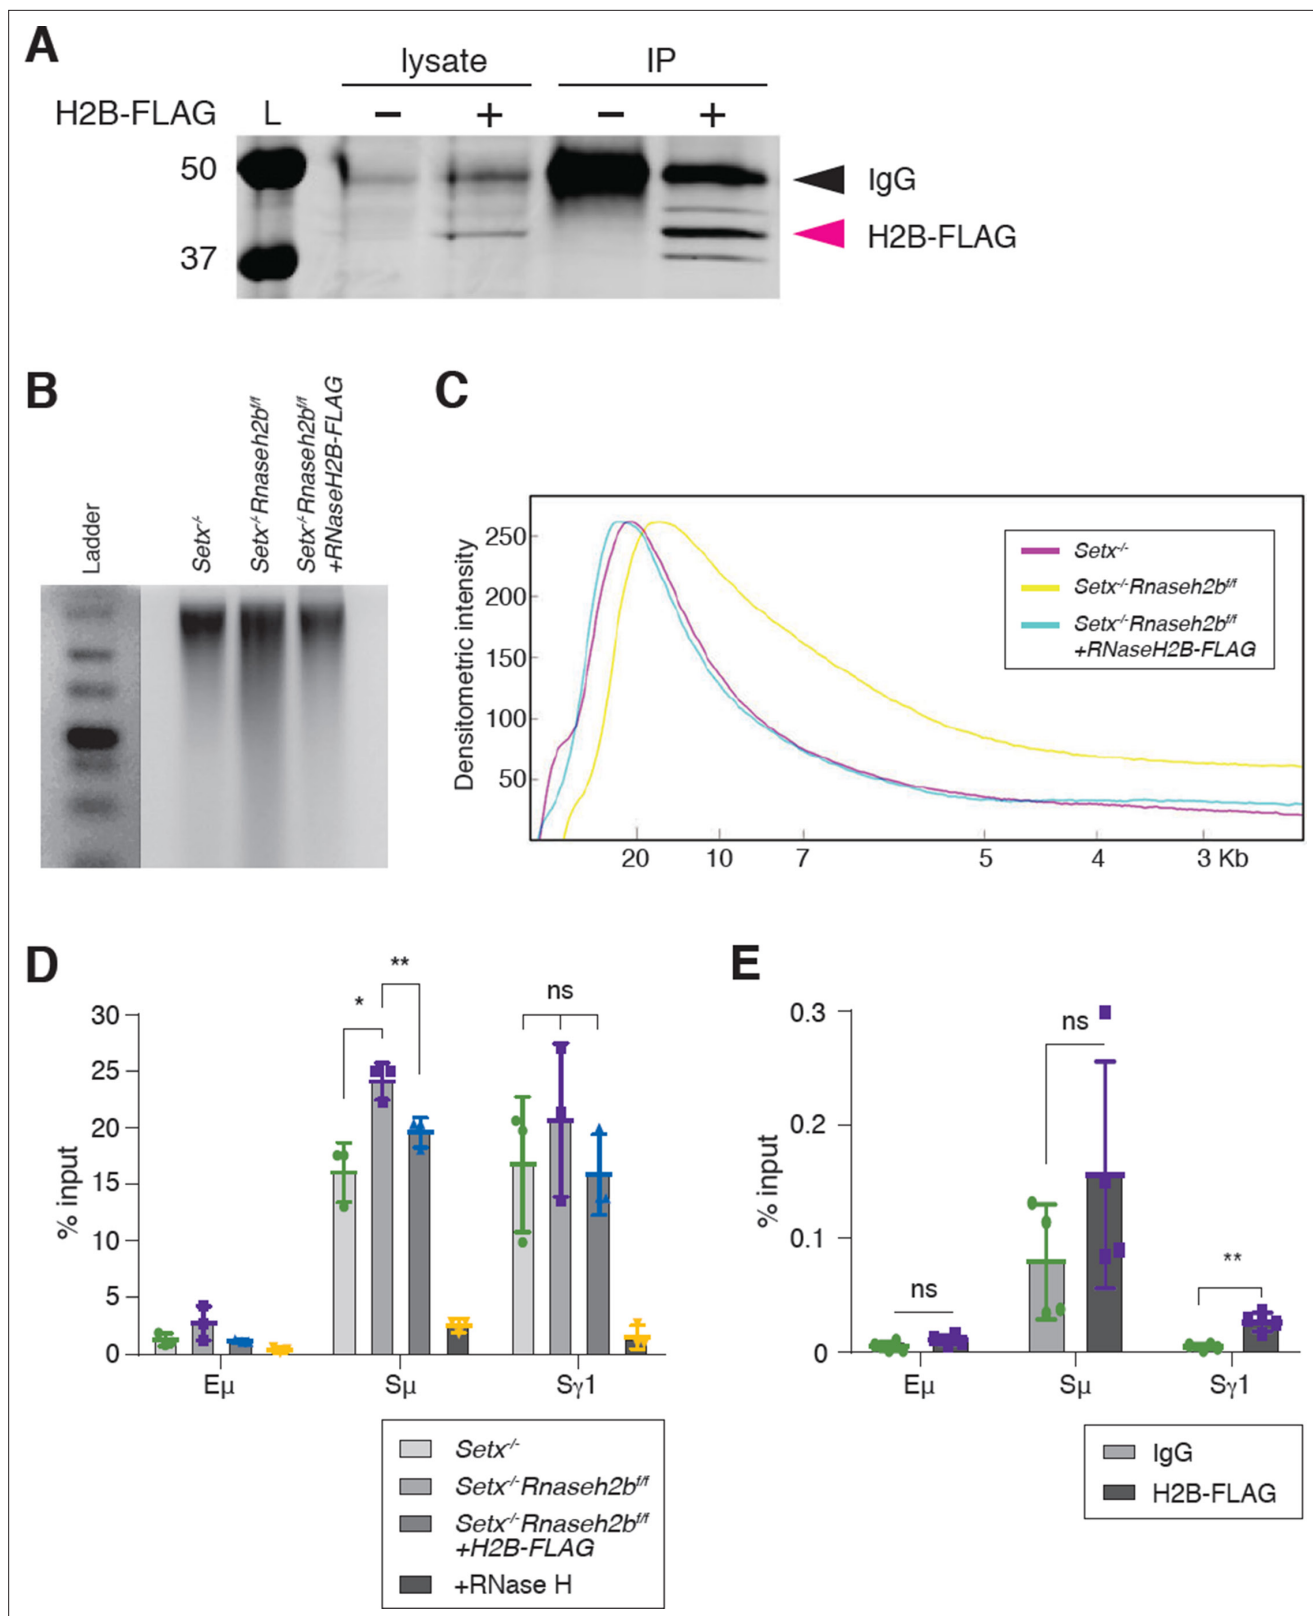 A
lysate IP
H2B-FLAG L − + − +
50
IgG
H2B-FLAG
37
B
Ladder
Setx-/-
Setx-/-Rnaseh2bf/f
Setx-/-Rnaseh2bf/f
+RNaseH2B-FLAG
C
Densitometric intensity
250
200
150
100
50
20 10 7 5 4 3 Kb
Setx-/-
Setx-/-Rnaseh2bf/f
Setx-/-Rnaseh2bf/f
+RNaseH2B-FLAG
D
% input
30
25
20
15
10
5
0
*
**
ns
Eμ Sμ Sγ1
Setx-/-
Setx-/-Rnaseh2bf/f
Setx-/-Rnaseh2bf/f
+H2B-FLAG
+RNase H
E
% input
0.3
0.2
0.1
0
ns
ns
**
Eμ Sμ Sγ1
IgG
H2B-FLAG